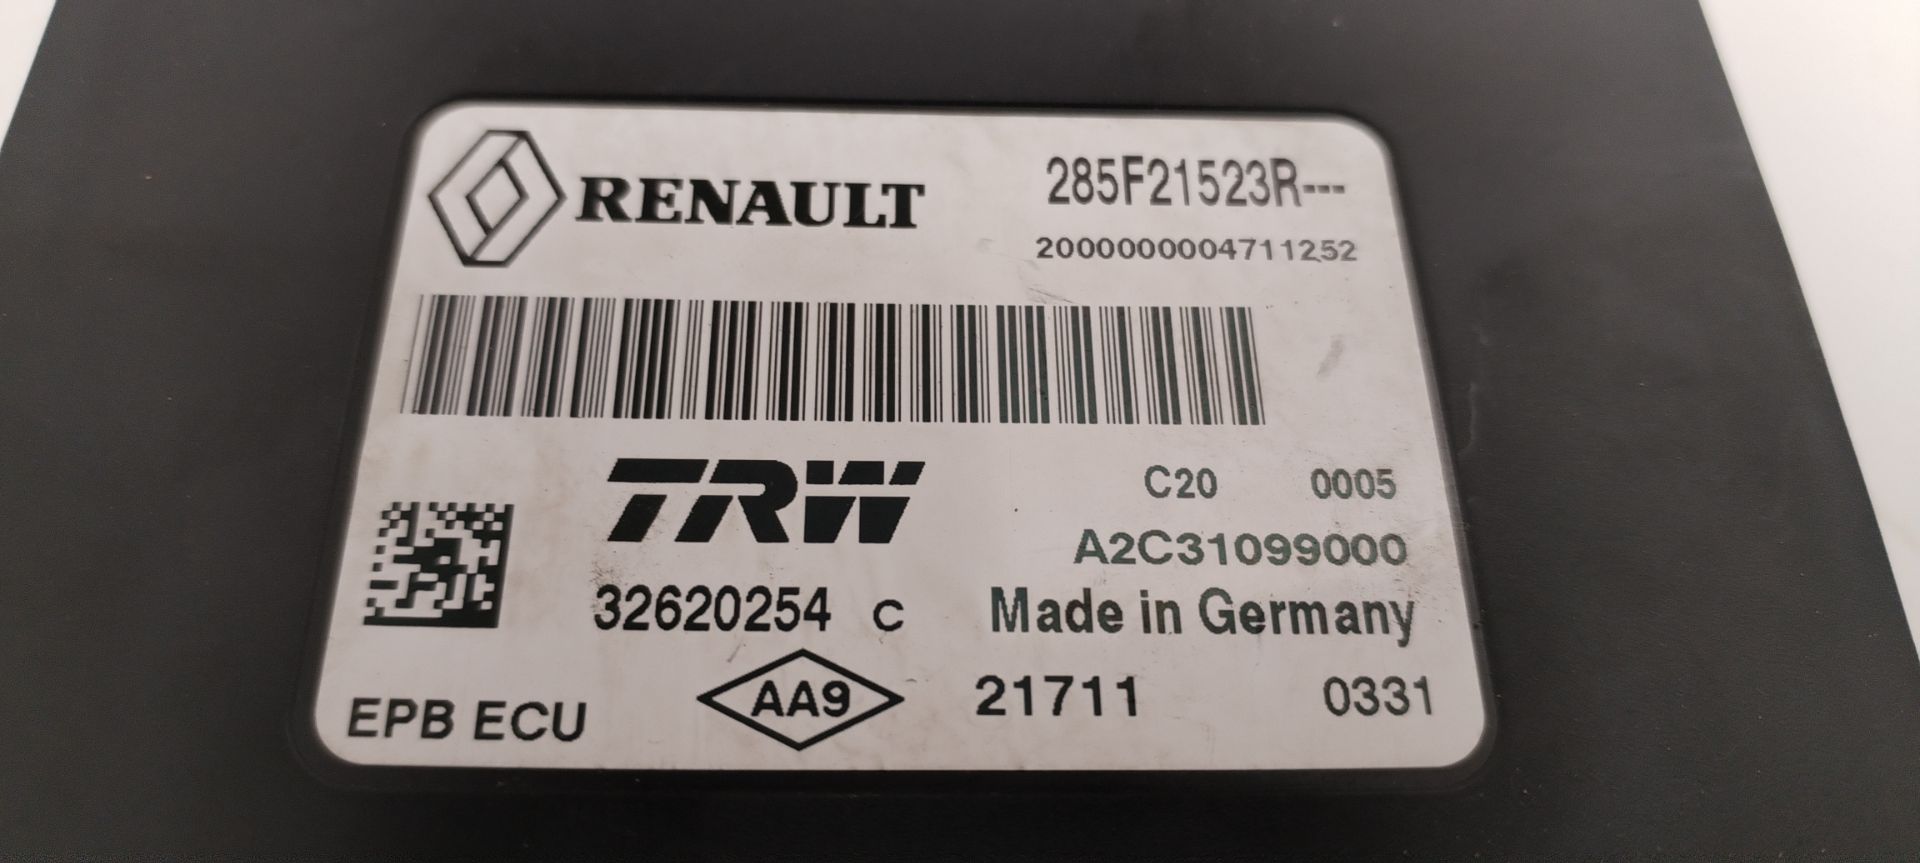 RENAULT
285F21523R---
2000000004711252
TRW
C20 0005
A2C31099000
32620254 C
Made in Germany
EPB ECU
AA9
21711 0331